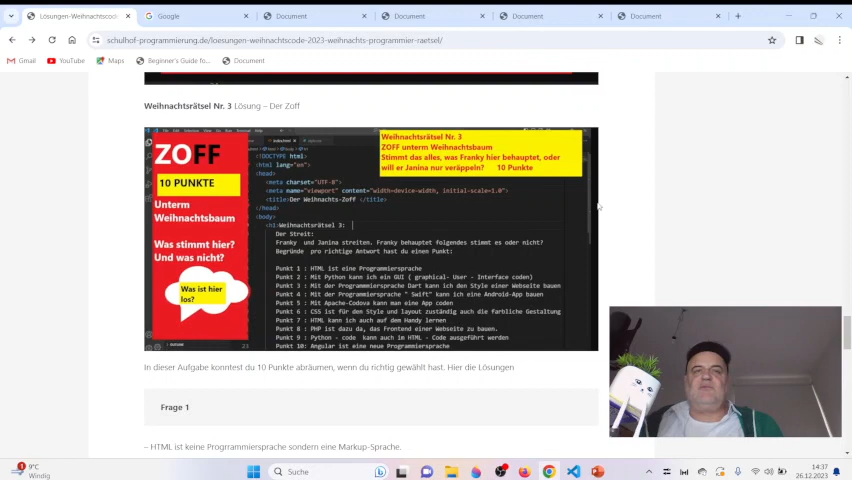 Lösungen-Weihnachtscod
Google
Document
Document
Document
Document
schulhof-programmierung.de/loesungen-weihnachtscode-2023-weihnachts-programmier-raetsel/
Gmail
YouTube
Maps
Beginner's Guide fo...
Document
Weihnachtsrätsel Nr. 3 Lösung – Der Zoff
ZOFF
10 PUNKTE
Unterm
Weihnachtsbaum
Was stimmt hier?
Und was nicht?
Was ist hier
los?
Weihnachtsrätsel Nr. 3
ZOFF unterm Weihnachtsbaum
Stimmt das alles, was Franky hier behauptet, oder
will er Janina nur veräppeln? 10 Punkte
<!DOCTYPE html>
<html lang="en">
<head>
<meta charset="UTF-8">
<meta name="viewport" content="width=device-width, initial-scale=1.0">
<title>Der Weihnachts-Zoff </title>
</head>
<body>
<h1>Weihnachtsrätsel 3:
Der Streit:
Franky und Janina streiten. Franky behauptet folgendes stimmt es oder nicht?
Begründe pro richtige Antwort hast du einen Punkt:
Punkt 1 : HTML ist eine Programmiersprache
Punkt 2 : Mit Python kann ich ein GUI ( graphical- User - Interface coden)
Punkt 3 : Mit der Programmiersprache Dart kann ich den Style einer Webseite bauen
Punkt 4 : Mit der Programmiersprache " Swift" kann ich eine Android-App bauen
Punkt 5 : Mit Apache-Codova kann man eine App coden
Punkt 6 : CSS ist für den Style und layout zuständig auch die farbliche Gestaltung
Punkt 7 : HTML kann ich auch auf dem Handy lernen
Punkt 8 : PHP ist dazu da, das Frontend einer Webseite zu bauen.
Punkt 9 : Python - code kann auch im HTML - Code ausgeführt werden
Punkt 10: Angular ist eine neue Programmiersprache
23
In dieser Aufgabe konntest du 10 Punkte abräumen, wenn du richtig gewählt hast. Hier die Lösungen
Frage 1
– HTML ist keine Progrmmiersprache sondern eine Markup-Sprache.
9°C
Windig
Suche
14:37
26.12.2023